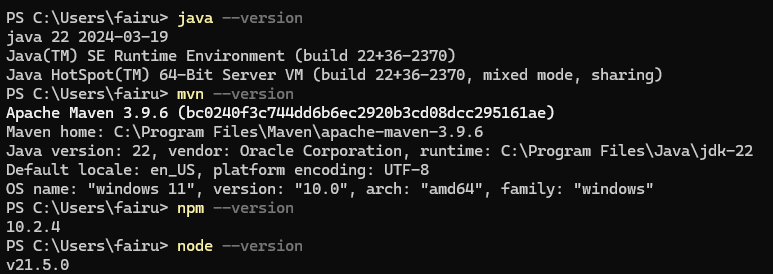 PS C:\Users\fairu> java --version
java 22 2024-03-19
Java(TM) SE Runtime Environment (build 22+36-2370)
Java HotSpot(TM) 64-Bit Server VM (build 22+36-2370, mixed mode, sharing)
PS C:\Users\fairu> mvn --version
Apache Maven 3.9.6 (bc0240f3c744dd6b6ec2920b3cd08dcc295161ae)
Maven home: C:\Program Files\Maven\apache-maven-3.9.6
Java version: 22, vendor: Oracle Corporation, runtime: C:\Program Files\Java\jdk-22
Default locale: en_US, platform encoding: UTF-8
OS name: "windows 11", version: "10.0", arch: "amd64", family: "windows"
PS C:\Users\fairu> npm --version
10.2.4
PS C:\Users\fairu> node --version
v21.5.0